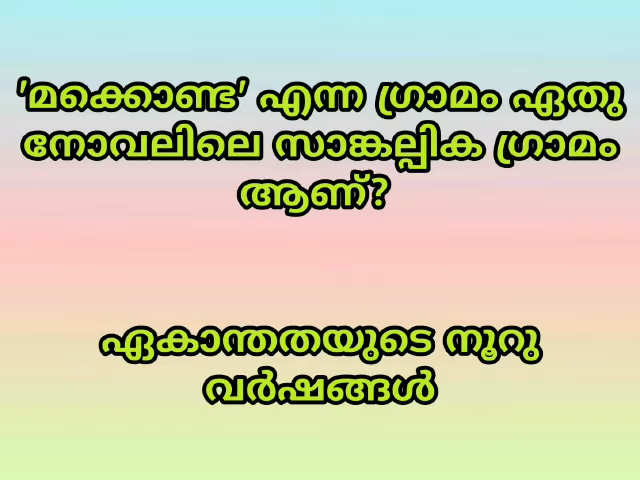 'മക്കൊണ്ട' എന്ന ഗ്രാമം ഏതു
നോവലിലെ സാങ്കല്പിക ഗ്രാമം
ആണ്?
ഏകാന്തതയുടെ നൂറു
വർഷങ്ങൾ